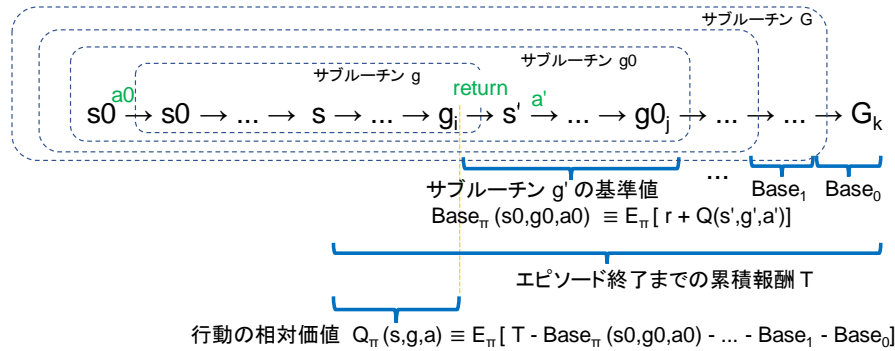 サブルーチン G
サブルーチン g0
サブルーチン g
return
a0
a'
s0 → s0 → ... → s → ... → gi → s' → ... → g0j → ... → ... → ... → Gk
サブルーチン g' の基準値
... Base1 Base0
Baseπ (s0,g0,a0) ≡ Eπ [ r + Q(s',g',a')]
エピソード終了までの累積報酬 T
行動の相対価値 Qπ (s,g,a) ≡ Eπ [ T - Baseπ (s0,g0,a0) - ... - Base1 - Base0]